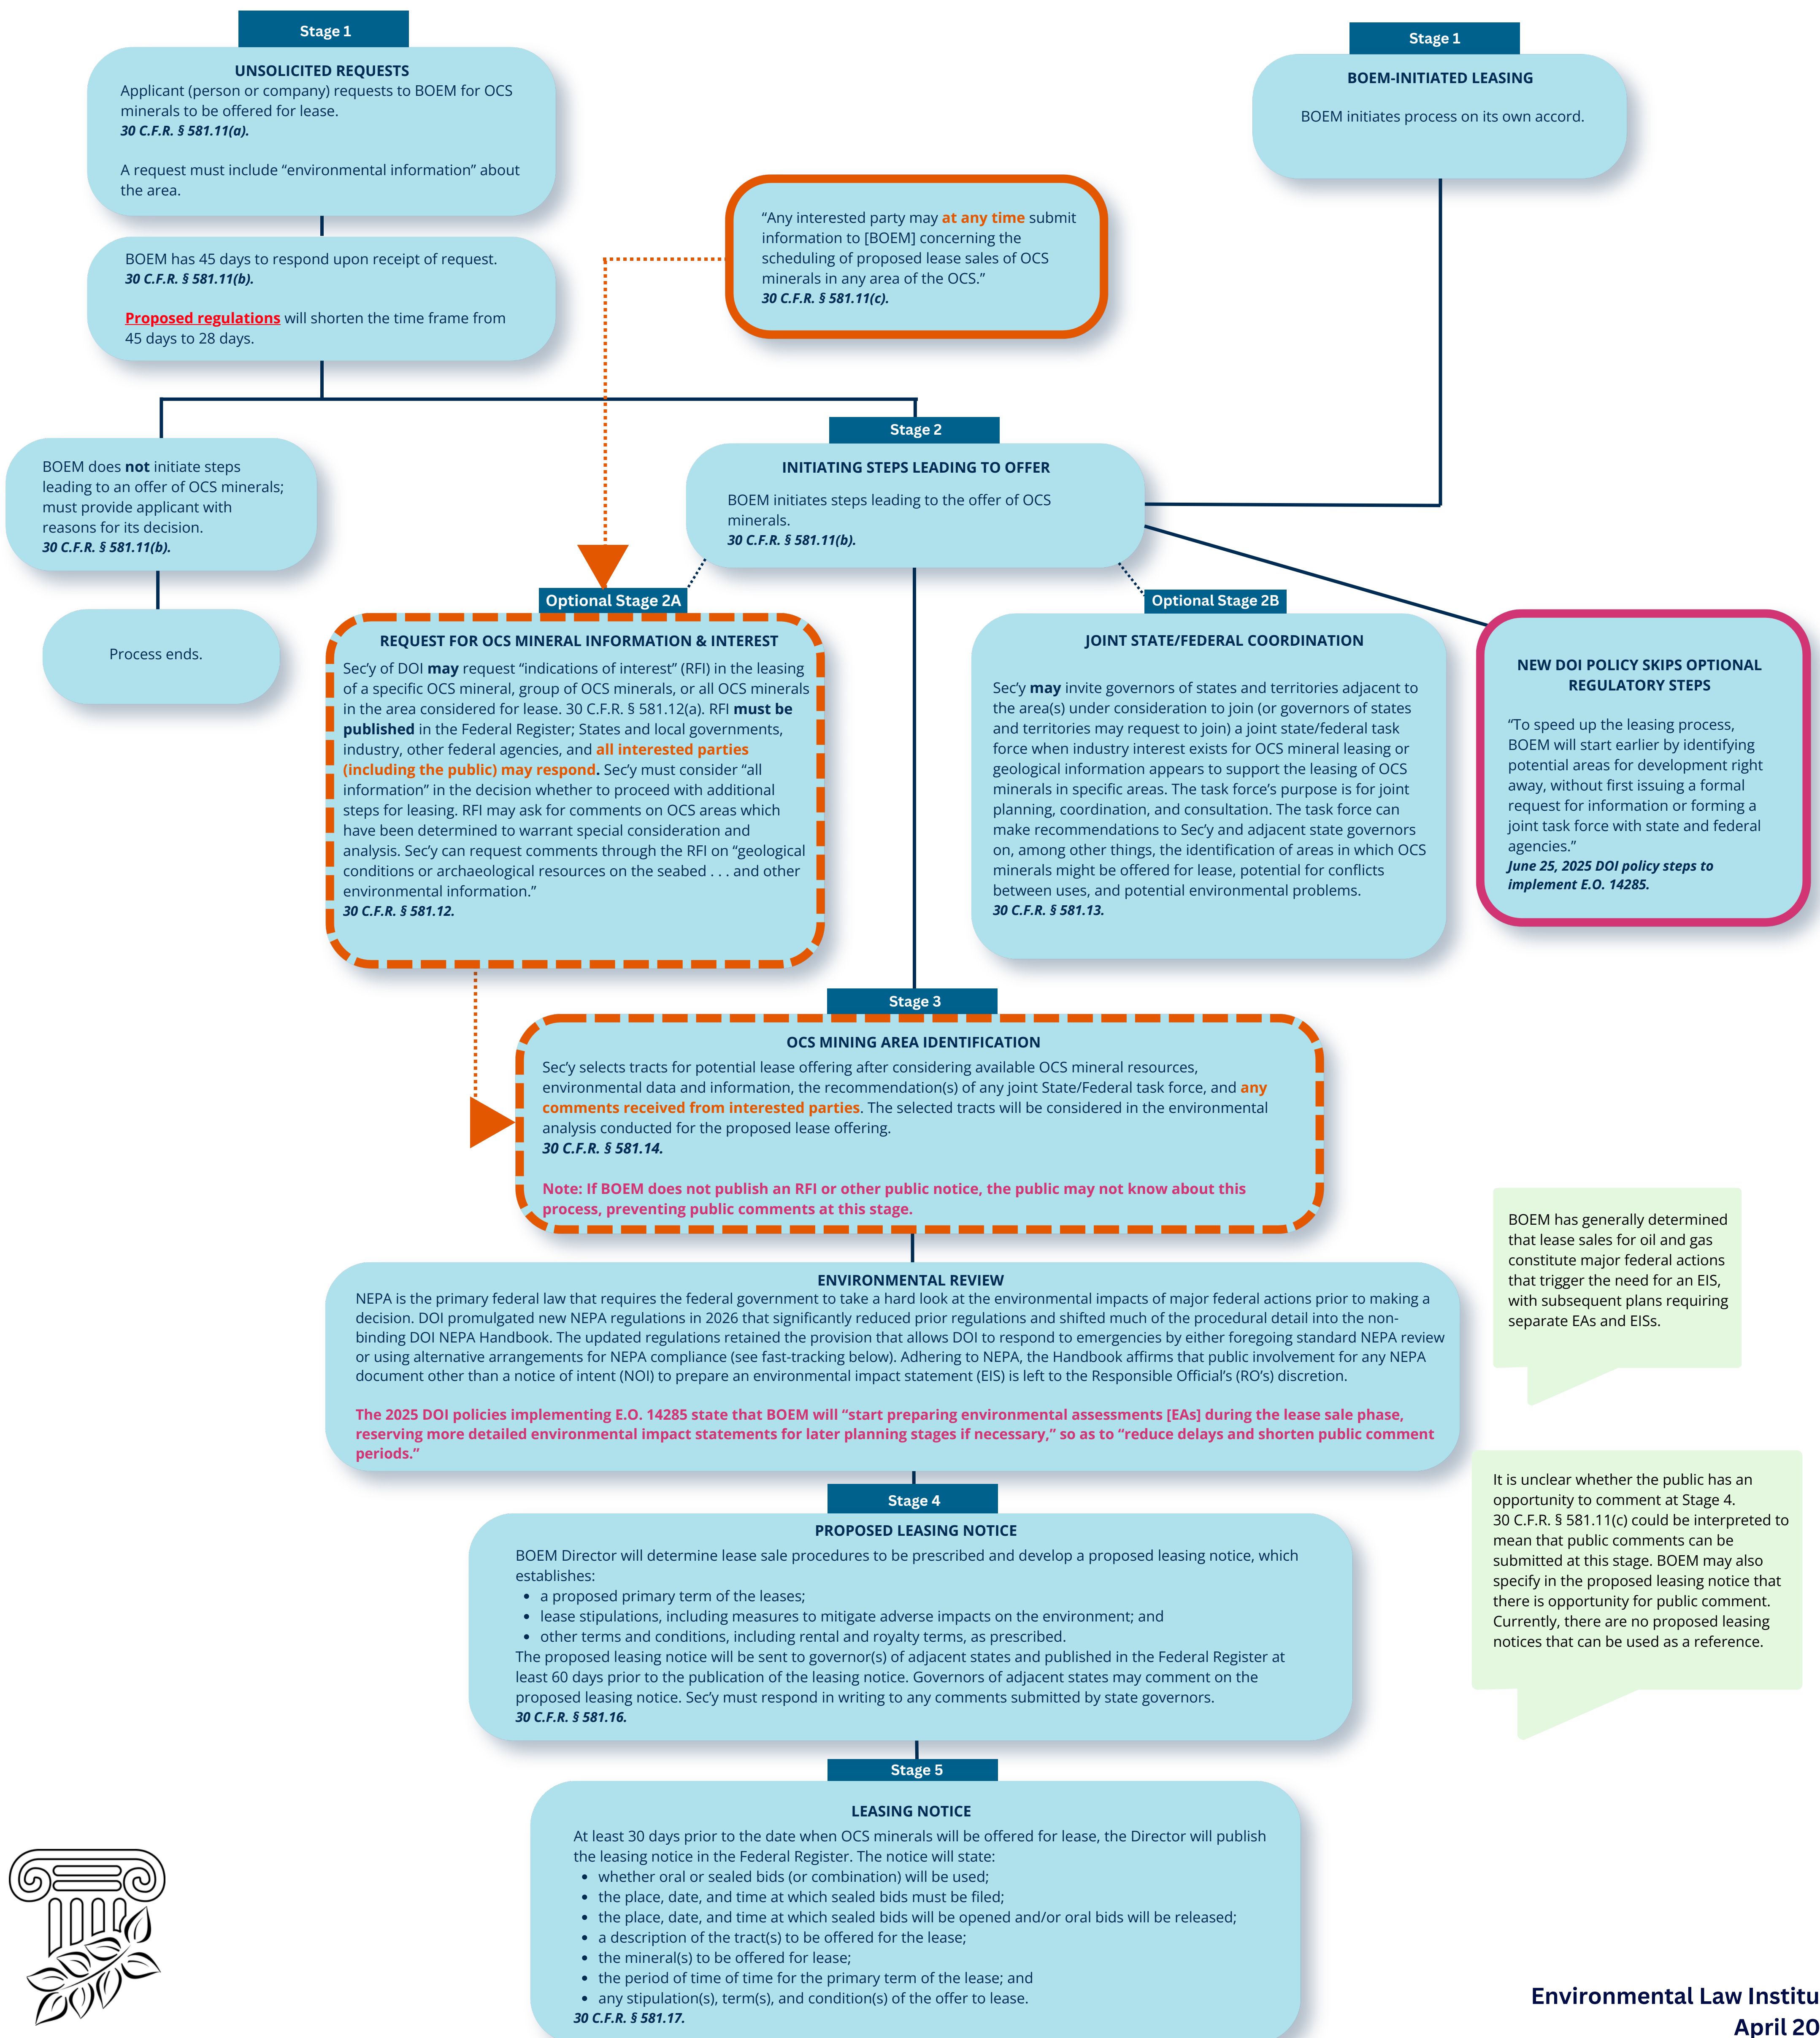 Stage 1
UNSOLICITED REQUESTS
Applicant (person or company) requests to BOEM for OCS
minerals to be offered for lease.
30 C.F.R. § 581.11(a).
A request must include “environmental information” about
the area.
Stage 1
BOEM-INITIATED LEASING
BOEM initiates process on its own accord.
“Any interested party may at any time submit
information to [BOEM] concerning the
scheduling of proposed lease sales of OCS
minerals in any area of the OCS.”
30 C.F.R. § 581.11(c).
BOEM has 45 days to respond upon receipt of request.
30 C.F.R. § 581.11(b).
Proposed regulations will shorten the time frame from
45 days to 28 days.
BOEM does not initiate steps
leading to an offer of OCS minerals;
must provide applicant with
reasons for its decision.
30 C.F.R. § 581.11(b).
Process ends.
Stage 2
INITIATING STEPS LEADING TO OFFER
BOEM initiates steps leading to the offer of OCS
minerals.
30 C.F.R. § 581.11(b).
Optional Stage 2A
REQUEST FOR OCS MINERAL INFORMATION & INTEREST
Sec’y of DOI may request “indications of interest” (RFI) in the leasing
of a specific OCS mineral, group of OCS minerals, or all OCS minerals
in the area considered for lease. 30 C.F.R. § 581.12(a). RFI must be
published in the Federal Register; States and local governments,
industry, other federal agencies, and all interested parties
(including the public) may respond. Sec’y must consider “all
information” in the decision whether to proceed with additional
steps for leasing. RFI may ask for comments on OCS areas which
have been determined to warrant special consideration and
analysis. Sec’y can request comments through the RFI on “geological
conditions or archaeological resources on the seabed . . . and other
environmental information.”
30 C.F.R. § 581.12.
Optional Stage 2B
JOINT STATE/FEDERAL COORDINATION
Sec’y may invite governors of states and territories adjacent to
the area(s) under consideration to join (or governors of states
and territories may request to join) a joint state/federal task
force when industry interest exists for OCS mineral leasing or
geological information appears to support the leasing of OCS
minerals in specific areas. The task force’s purpose is for joint
planning, coordination, and consultation. The task force can
make recommendations to Sec’y and adjacent state governors
on, among other things, the identification of areas in which OCS
minerals might be offered for lease, potential for conflicts
between uses, and potential environmental problems.
30 C.F.R. § 581.13.
NEW DOI POLICY SKIPS OPTIONAL
REGULATORY STEPS
“To speed up the leasing process,
BOEM will start earlier by identifying
potential areas for development right
away, without first issuing a formal
request for information or forming a
joint task force with state and federal
agencies.”
June 25, 2025 DOI policy steps to
implement E.O. 14285.
Stage 3
OCS MINING AREA IDENTIFICATION
Sec’y selects tracts for potential lease offering after considering available OCS mineral resources,
environmental data and information, the recommendation(s) of any joint State/Federal task force, and any
comments received from interested parties. The selected tracts will be considered in the environmental
analysis conducted for the proposed lease offering.
30 C.F.R. § 581.14.
Note: If BOEM does not publish an RFI or other public notice, the public may not know about this
process, preventing public comments at this stage.
ENVIRONMENTAL REVIEW
NEPA is the primary federal law that requires the federal government to take a hard look at the environmental impacts of major federal actions prior to making a
decision. DOI promulgated new NEPA regulations in 2026 that significantly reduced prior regulations and shifted much of the procedural detail into the non-
binding DOI NEPA Handbook. The updated regulations retained the provision that allows DOI to respond to emergencies by either foregoing standard NEPA review
or using alternative arrangements for NEPA compliance (see fast-tracking below). Adhering to NEPA, the Handbook affirms that public involvement for any NEPA
document other than a notice of intent (NOI) to prepare an environmental impact statement (EIS) is left to the Responsible Official’s (RO’s) discretion.
The 2025 DOI policies implementing E.O. 14285 state that BOEM will “start preparing environmental assessments [EAs] during the lease sale phase,
reserving more detailed environmental impact statements for later planning stages if necessary,” so as to “reduce delays and shorten public comment
periods.”
BOEM has generally determined
that lease sales for oil and gas
constitute major federal actions
that trigger the need for an EIS,
with subsequent plans requiring
separate EAs and EISs.
Stage 4
PROPOSED LEASING NOTICE
BOEM Director will determine lease sale procedures to be prescribed and develop a proposed leasing notice, which
establishes:
• a proposed primary term of the leases;
• lease stipulations, including measures to mitigate adverse impacts on the environment; and
• other terms and conditions, including rental and royalty terms, as prescribed.
The proposed leasing notice will be sent to governor(s) of adjacent states and published in the Federal Register at
least 60 days prior to the publication of the leasing notice. Governors of adjacent states may comment on the
proposed leasing notice. Sec’y must respond in writing to any comments submitted by state governors.
30 C.F.R. § 581.16.
It is unclear whether the public has an
opportunity to comment at Stage 4.
30 C.F.R. § 581.11(c) could be interpreted to
mean that public comments can be
submitted at this stage. BOEM may also
specify in the proposed leasing notice that
there is opportunity for public comment.
Currently, there are no proposed leasing
notices that can be used as a reference.
Stage 5
LEASING NOTICE
At least 30 days prior to the date when OCS minerals will be offered for lease, the Director will publish
the leasing notice in the Federal Register. The notice will state:
• whether oral or sealed bids (or combination) will be used;
• the place, date, and time at which sealed bids must be filed;
• the place, date, and time at which sealed bids will be opened and/or oral bids will be released;
• a description of the tract(s) to be offered for the lease;
• the mineral(s) to be offered for lease;
• the period of time of time for the primary term of the lease; and
• any stipulation(s), term(s), and condition(s) of the offer to lease.
30 C.F.R. § 581.17.
Environmental Law Institu
April 20